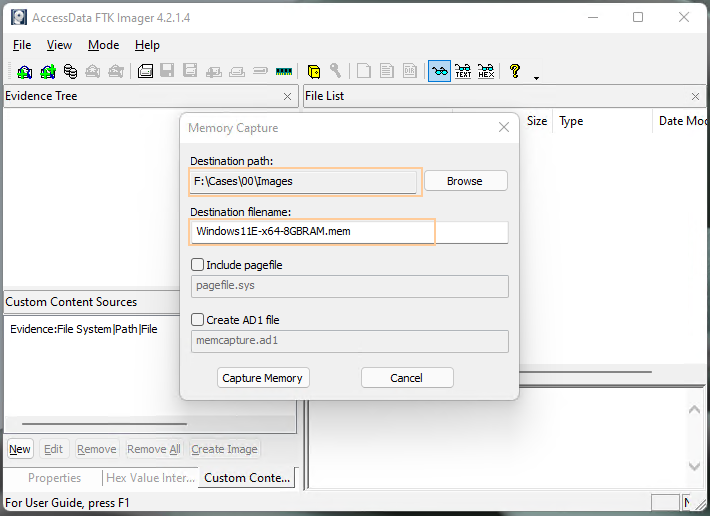 AccessData FTK Imager 4.2.1.4
File View Mode Help
TEXT HEX
Evidence Tree
File List
Size Type Date Mod
Memory Capture
Destination path:
F:\Cases\00\Images
Browse
Destination filename:
Windows11E-x64-8GBRAM.mem
Include pagefile
pagefile.sys
Create AD1 file
memcapture.ad1
Capture Memory Cancel
Custom Content Sources
Evidence:File System|Path|File
New Edit Remove Remove All Create Image
Properties Hex Value Inter... Custom Conte...
For User Guide, press F1